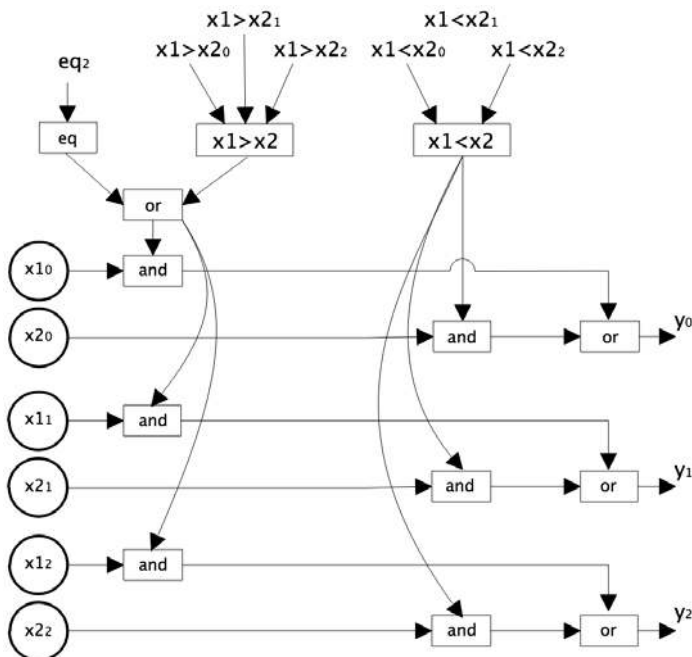 x1>x2₁ x1<x2₁
x1>x2₀ x1>x2₂ x1<x2₀ x1<x2₂
eq₂
eq x1>x2 x1<x2
or
x1₀ and
x2₀ and or y₀
x1₁ and
x2₁ and or y₁
x1₂ and
x2₂ and or y₂